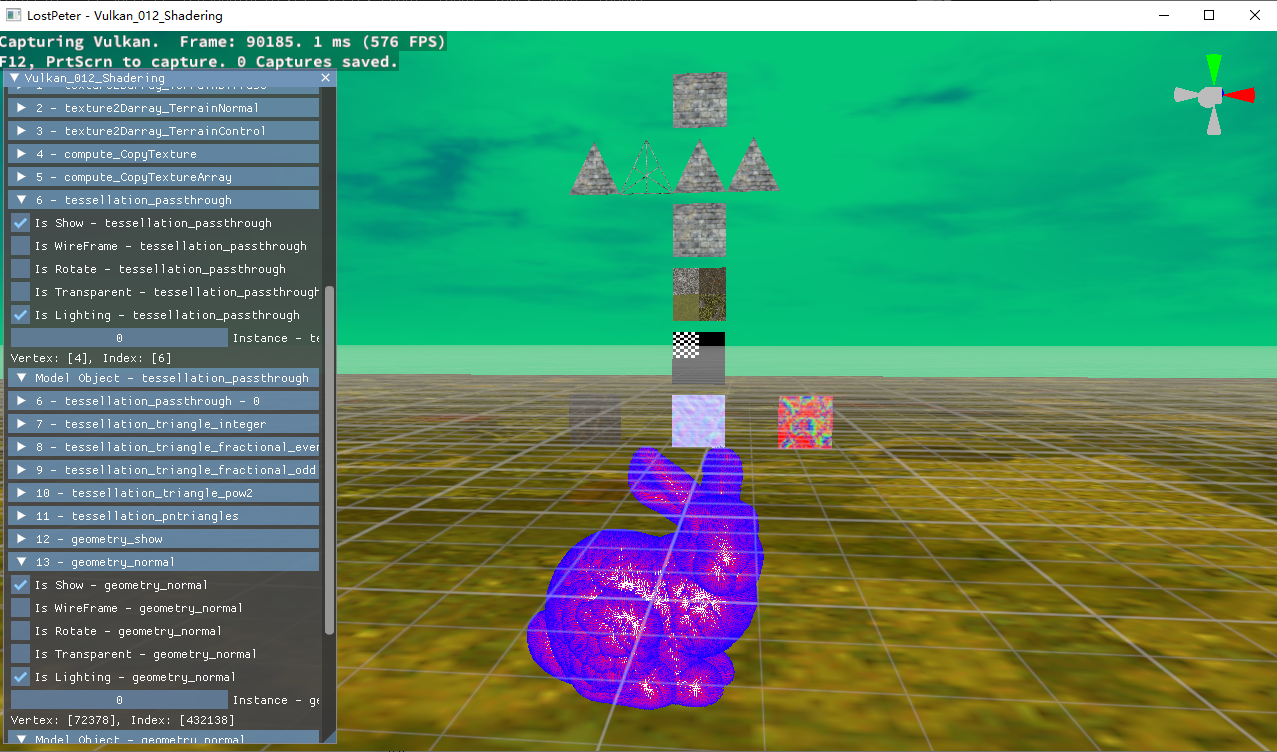 LostPeter - Vulkan_012_Shadering
Capturing Vulkan.  Frame: 90185. 1 ms (576 FPS)
F12, PrtScrn to capture. 0 Captures saved.
Vulkan_012_Shadering
2 - texture2Darray_TerrainNormal
3 - texture2Darray_TerrainControl
4 - compute_CopyTexture
5 - compute_CopyTextureArray
6 - tessellation_passthrough
Is Show - tessellation_passthrough
Is WireFrame - tessellation_passthrough
Is Rotate - tessellation_passthrough
Is Transparent - tessellation_passthrough
Is Lighting - tessellation_passthrough
0 Instance - te
Vertex: [4], Index: [6]
Model Object - tessellation_passthrough
6 - tessellation_passthrough - 0
7 - tessellation_triangle_integer
8 - tessellation_triangle_fractional_even
9 - tessellation_triangle_fractional_odd
10 - tessellation_triangle_pow2
11 - tessellation_pntriangles
12 - geometry_show
13 - geometry_normal
Is Show - geometry_normal
Is WireFrame - geometry_normal
Is Rotate - geometry_normal
Is Transparent - geometry_normal
Is Lighting - geometry_normal
0 Instance - ge
Vertex: [72378], Index: [432138]
Model Object - geometry_normal